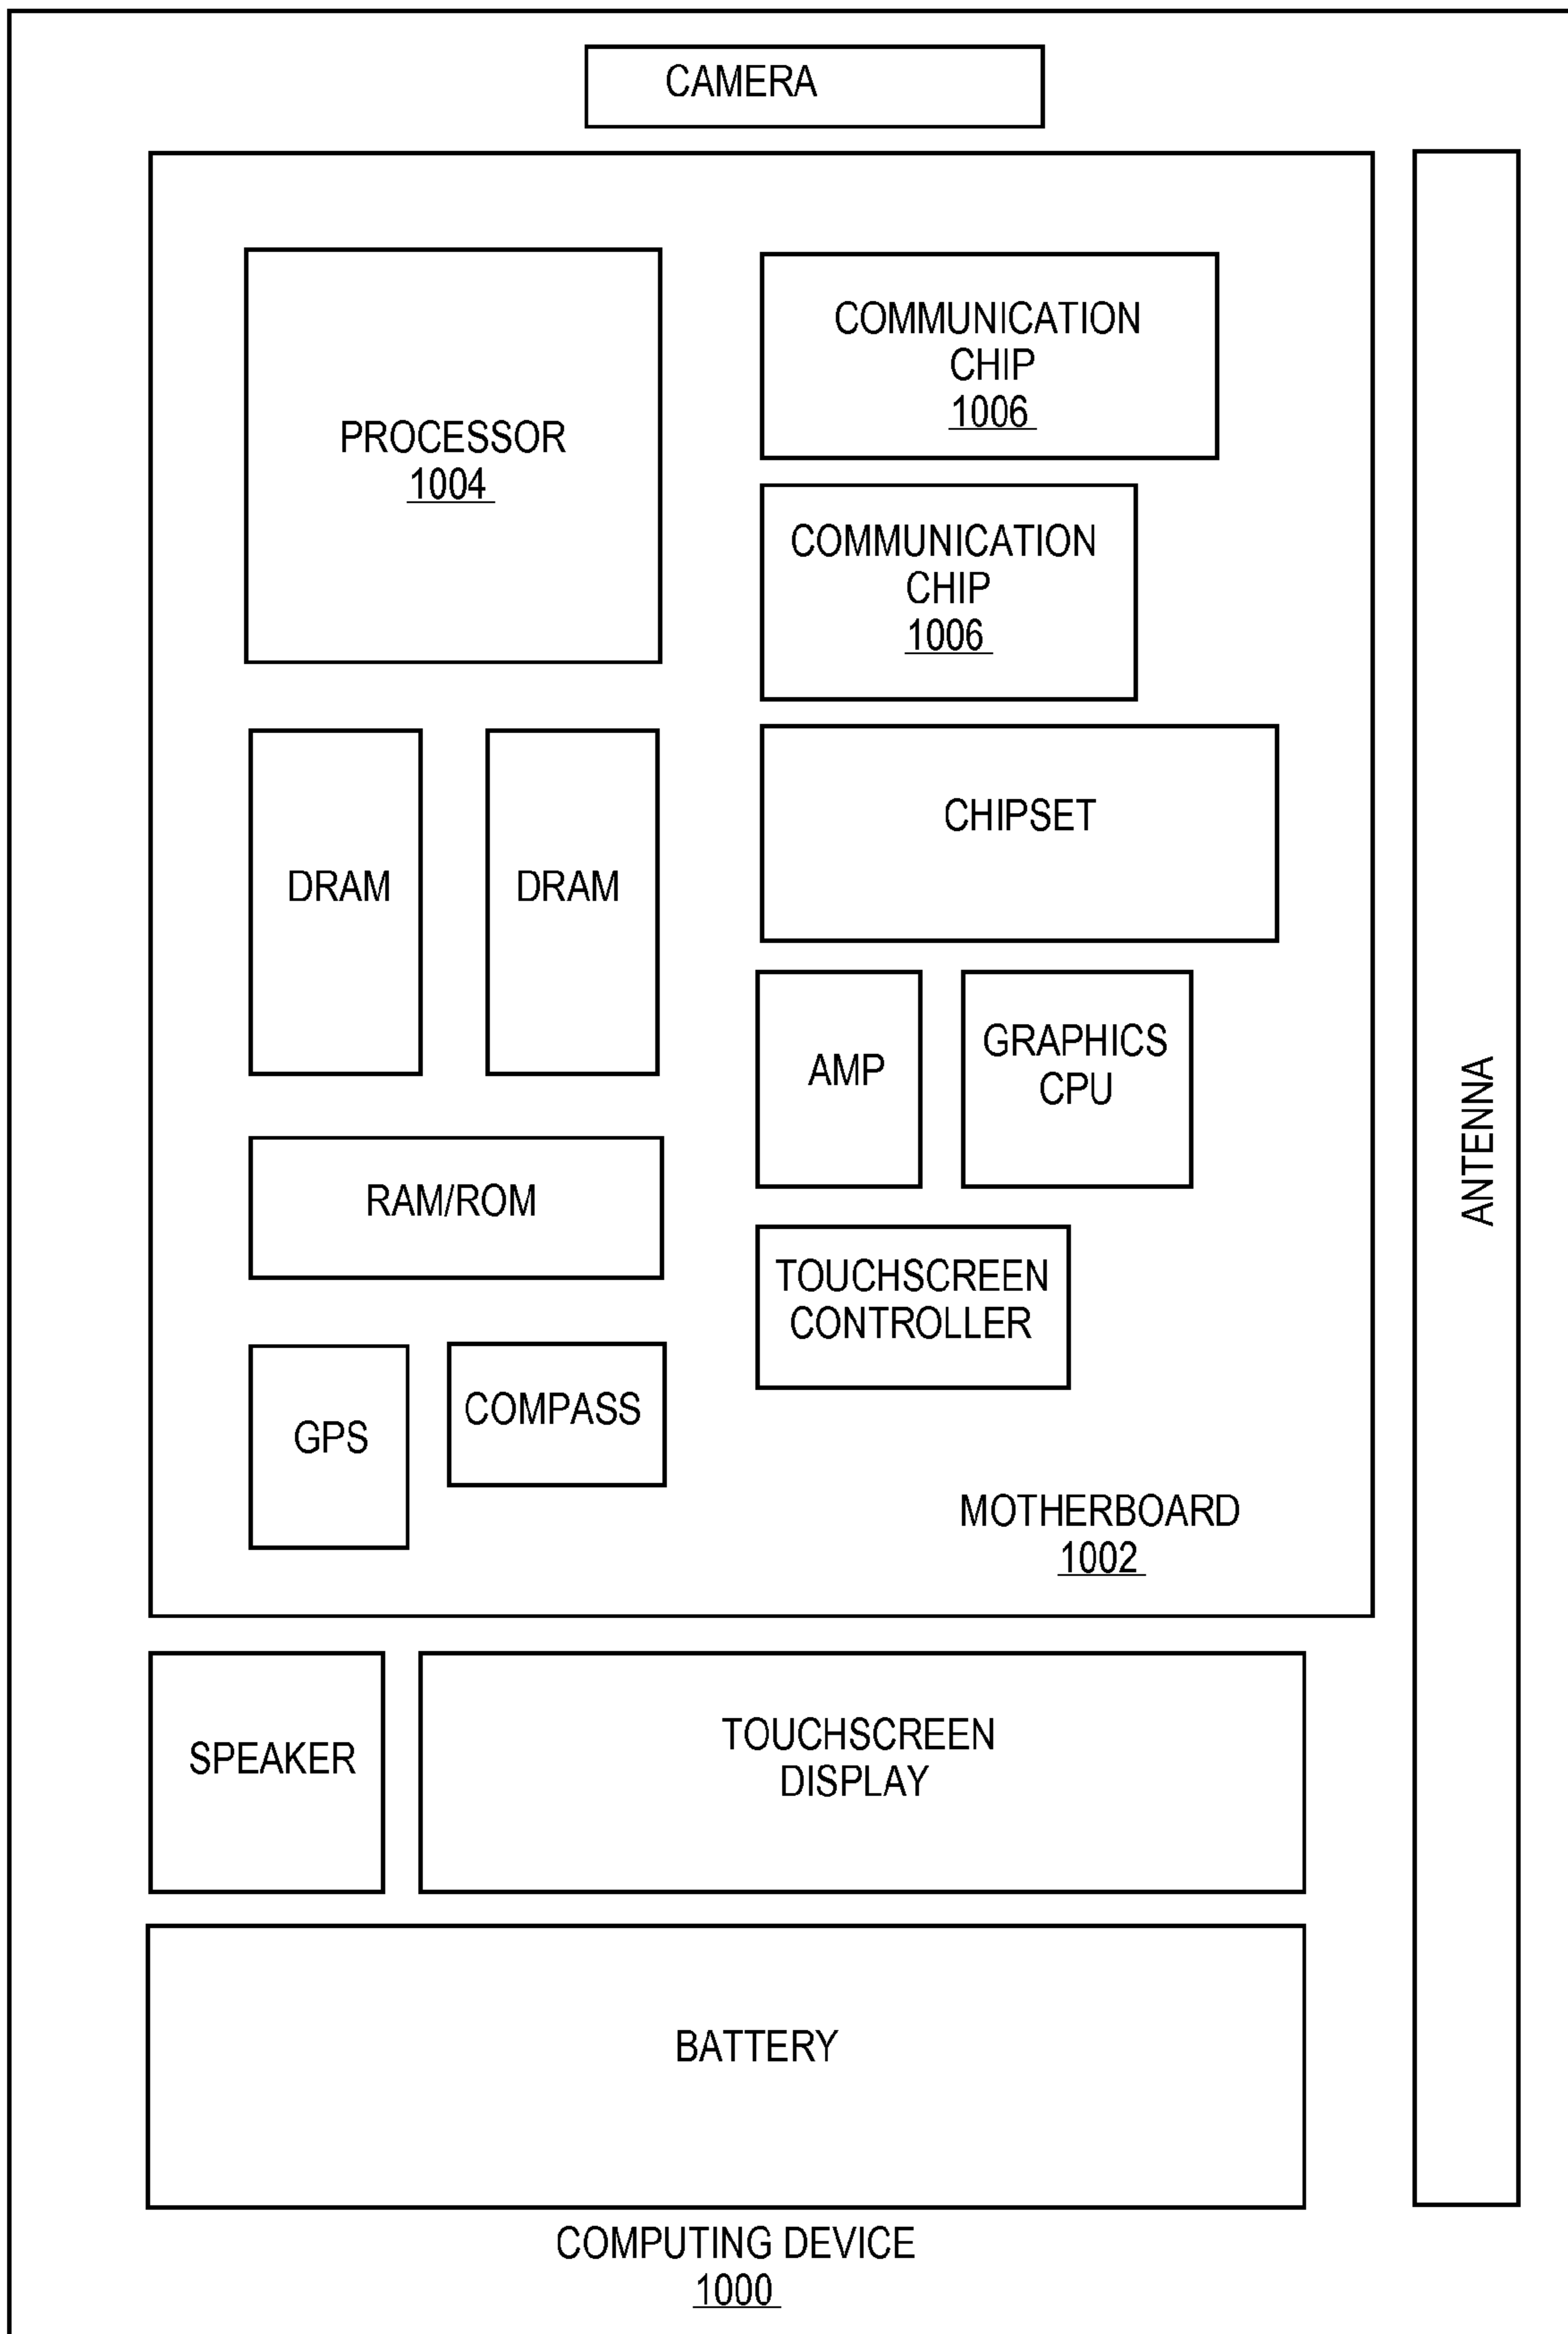 CAMERA
PROCESSOR
1004
COMMUNICATION
CHIP
1006
COMMUNICATION
CHIP
1006
DRAM
DRAM
CHIPSET
AMP
GRAPHICS
CPU
RAM/ROM
TOUCHSCREEN
CONTROLLER
GPS
COMPASS
MOTHERBOARD
1002
ANTENNA
SPEAKER
TOUCHSCREEN
DISPLAY
BATTERY
COMPUTING DEVICE
1000